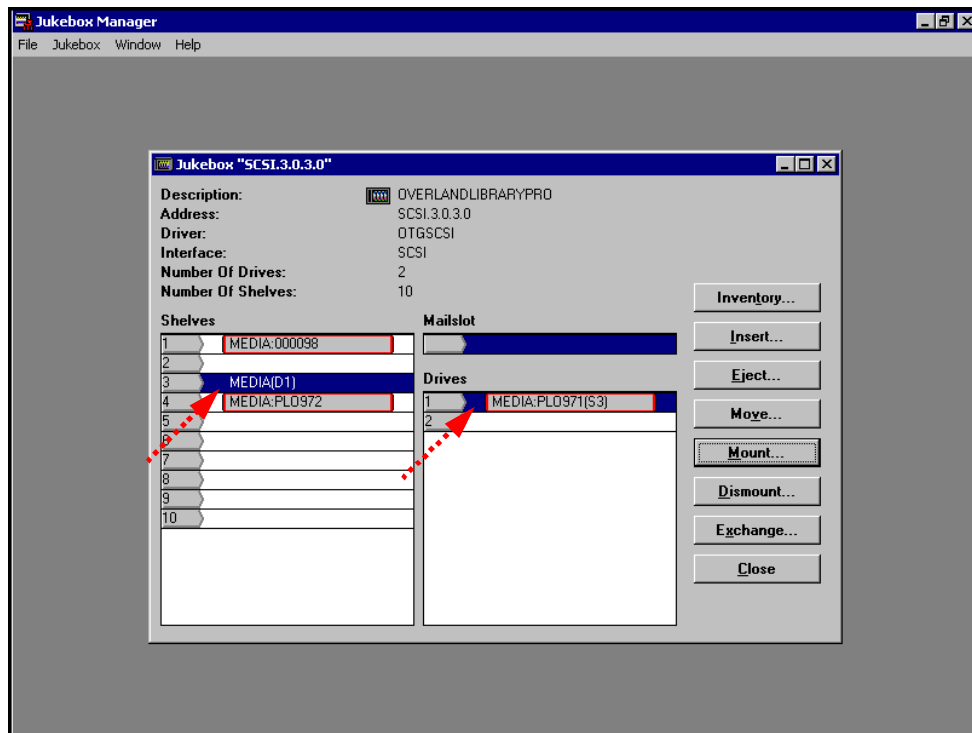 Jukebox Manager
File Jukebox Window Help
Jukebox "SCSI.3.0.3.0"
Description: OVERLANDLIBRARYPRO
Address: SCSI.3.0.3.0
Driver: OTGSCSI
Interface: SCSI
Number Of Drives: 2
Number Of Shelves: 10
Shelves
1 MEDIA:000098
2
3 MEDIA(D1)
4 MEDIA:PLO972
5
6
7
8
9
10
Mailslot
Drives
1 MEDIA:PLO971(S3)
2
Inventory...
Insert...
Eject...
Move...
Mount...
Dismount...
Exchange...
Close